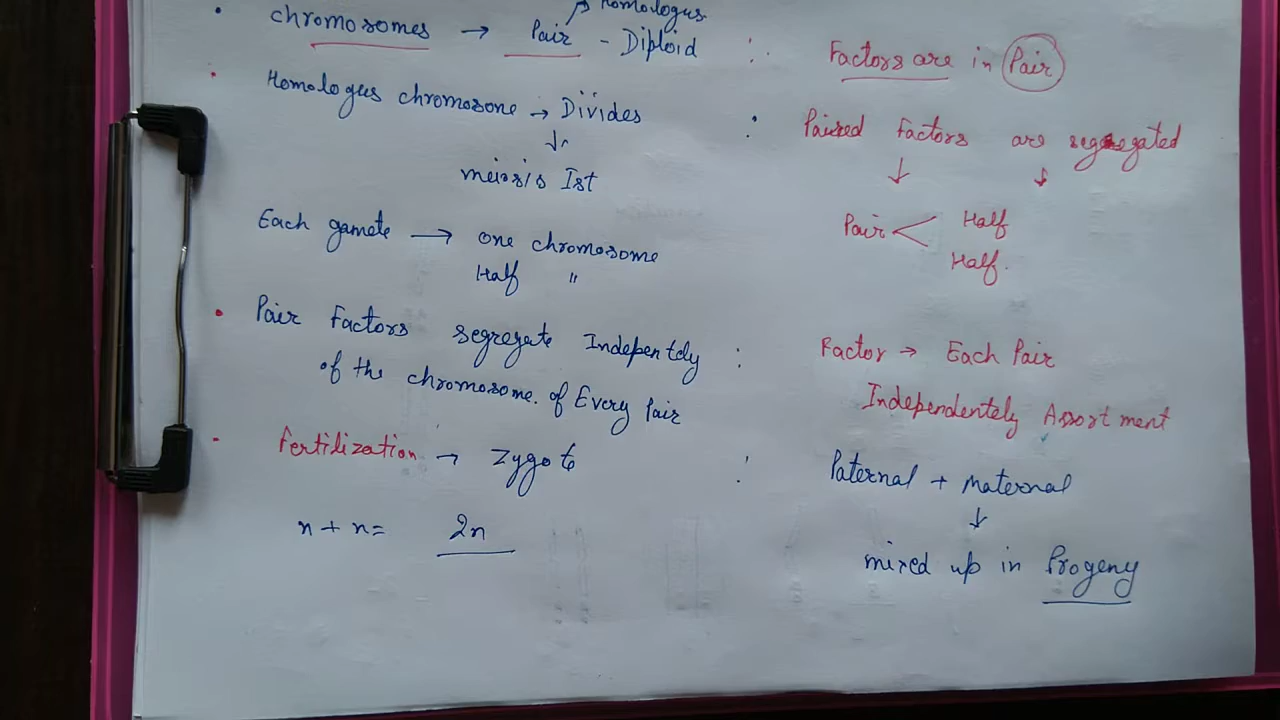 homologus
chromosomes → Pair - Diploid
Homologus chromosone → Divides
↓
meiosis Ist
Each gamete → one chromosome
Half "
Pair Factors segregate Indepentely
of the chromosome. of Every Pair
Fertilization → Zygote
n + n = 2n
∴ Factors are in Pair
: Paired Factors are segregated
↓ ↓
Pair < Half
Half.
: Factor → Each Pair
Independentely Assortment
: Paternal + Maternal
↓
mixed up in Progeny